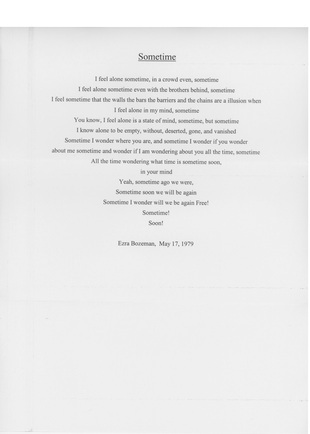 Sometime
I feel alone sometime, in a crowd even, sometime
I feel alone sometime even with the brothers behind, sometime
I feel sometime that the walls the bars the barriers and the chains are a illusion when
I feel alone in my mind, sometime
You know, I feel alone is a state of mind, sometime, but sometime
I know alone to be empty, without, deserted, gone, and vanished
Sometime I wonder where you are, and sometime I wonder if you wonder
about me sometime and wonder if I am wondering about you all the time, sometime
All the time wondering what time is sometime soon,
in your mind
Yeah, sometime ago we were,
Sometime soon we will be again
Sometime I wonder will we be again Free!
Sometime!
Soon!
Ezra Bozeman, May 17, 1979